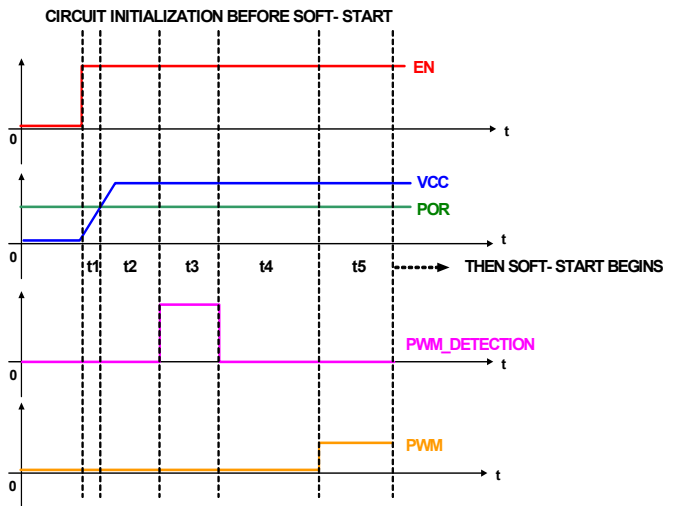 CIRCUIT INITIALIZATION BEFORE SOFT- START
EN
0
t
VCC
POR
0
t
t1 t2 t3 t4 t5 THEN SOFT- START BEGINS
PWM_DETECTION
0
t
PWM
0
t